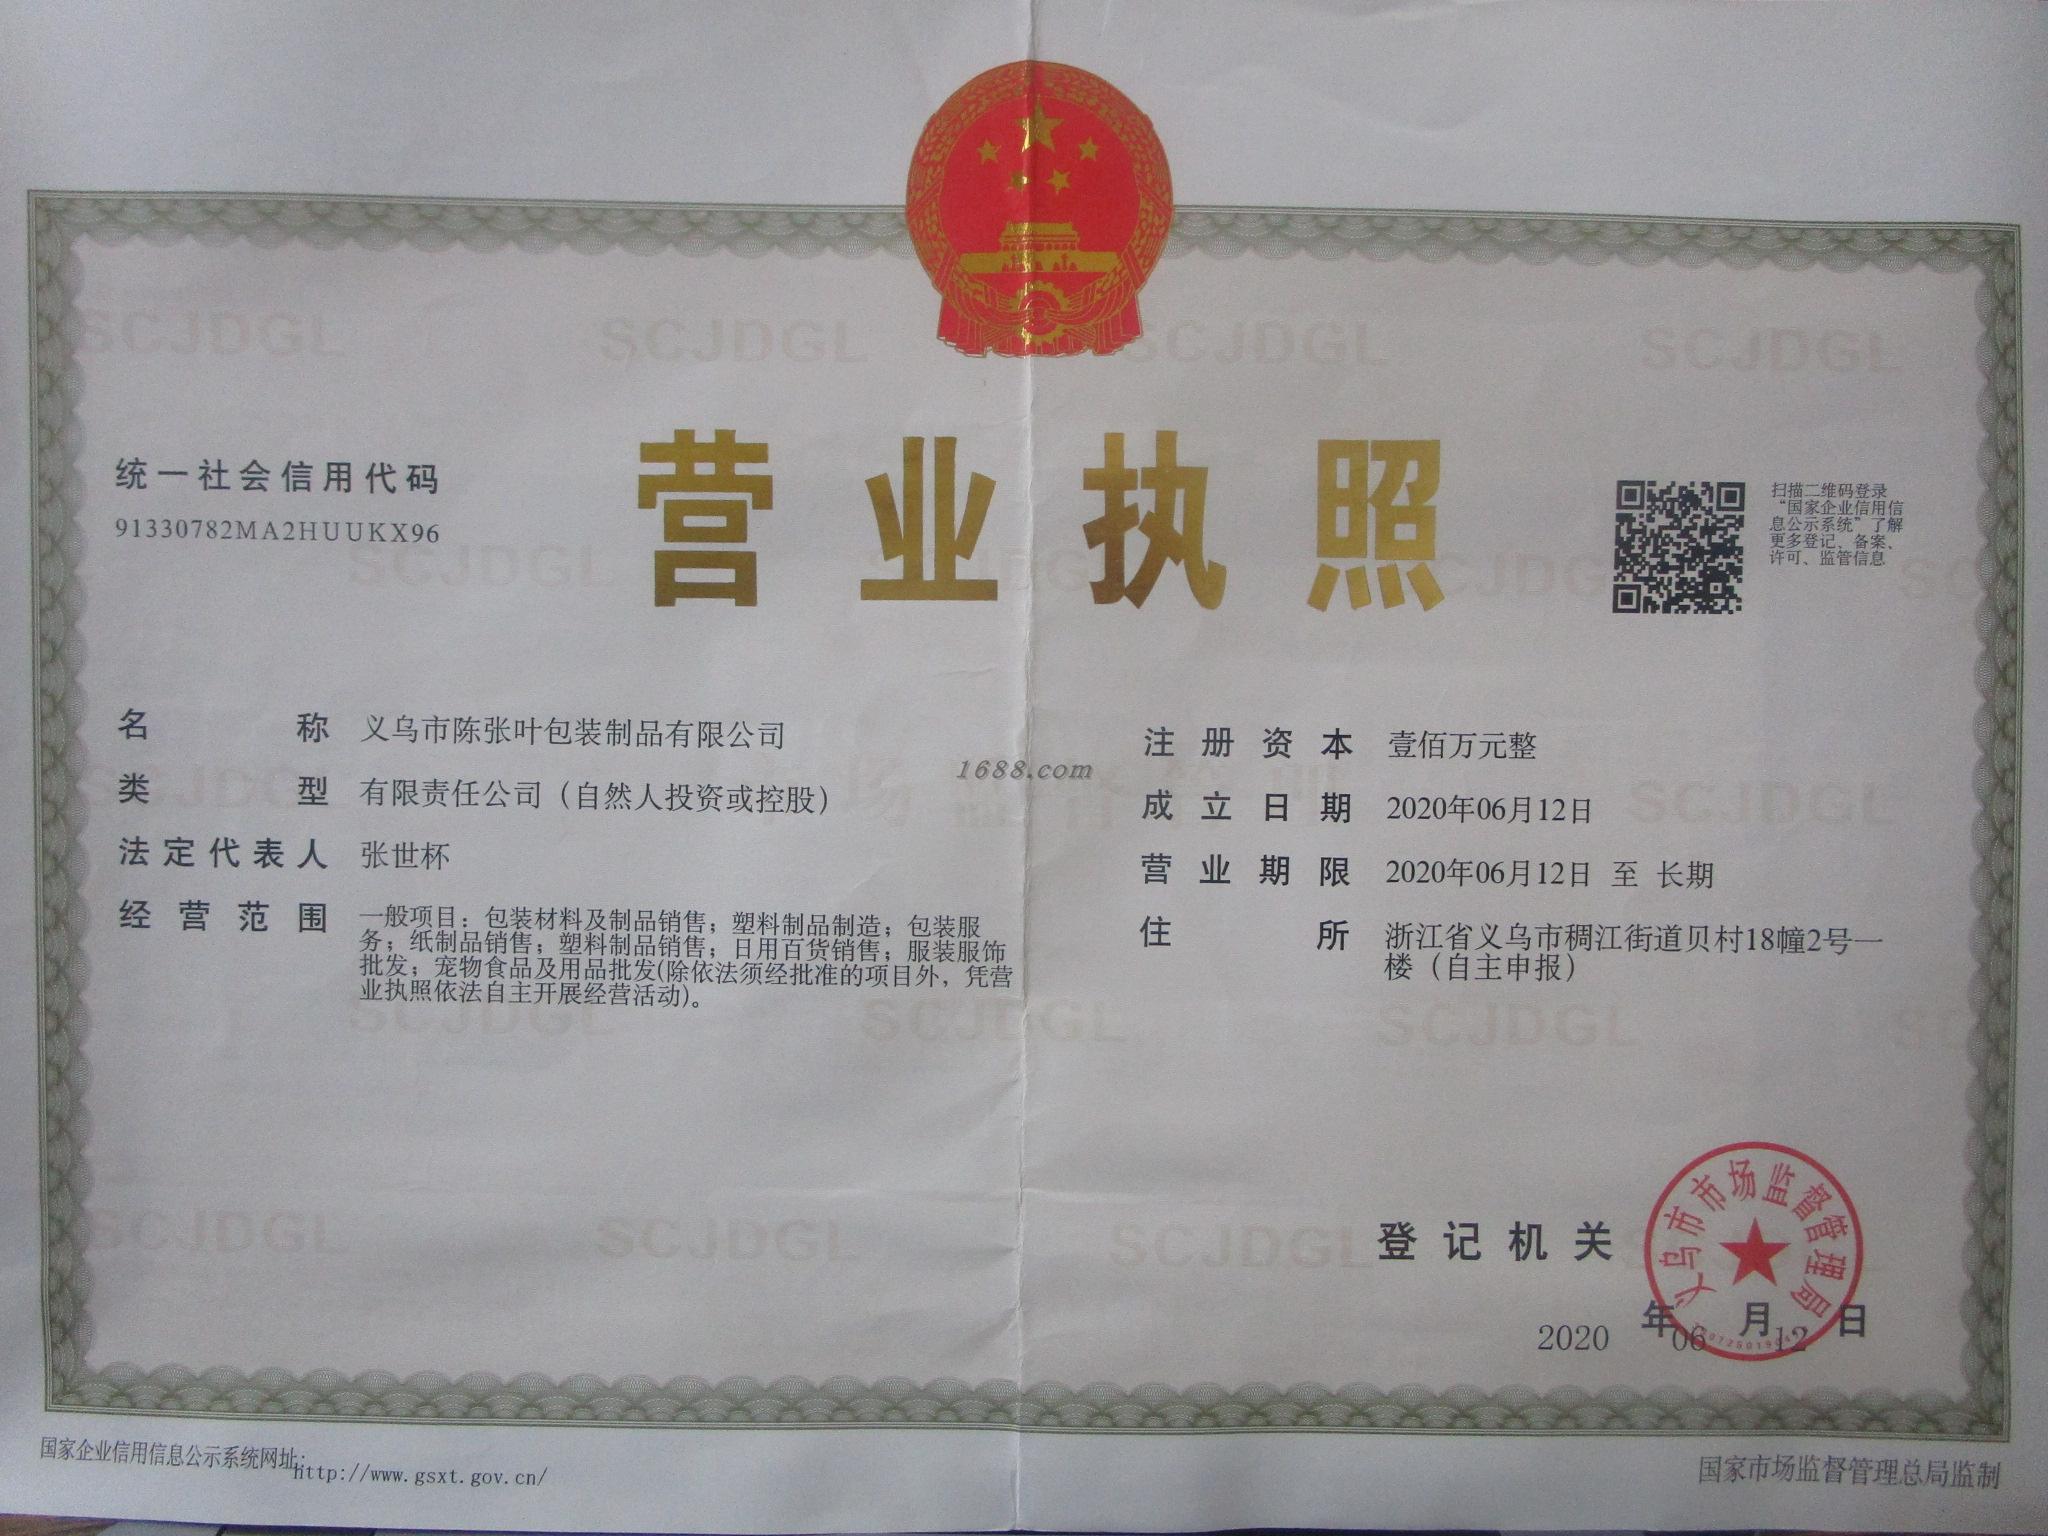 营业执照
统一社会信用代码
91330782MA2HUUKX96
扫描二维码登录
“国家企业信用信
息公示系统”了解
更多登记、备案、
许可、监管信息
名称 义乌市陈张叶包装制品有限公司
类型 有限责任公司（自然人投资或控股）
法定代表人 张世杯
经营范围 一般项目：包装材料及制品销售；塑料制品制造；包装服
务；纸制品销售；塑料制品销售；日用百货销售；服装服饰
批发；宠物食品及用品批发(除依法须经批准的项目外，凭营
业执照依法自主开展经营活动)。
注册资本 壹佰万元整
成立日期 2020年06月12日
营业期限 2020年06月12日 至 长期
住所 浙江省义乌市稠江街道贝村18幢2号一
楼（自主申报）
1688.com
SCJDGL
登记机关
义乌市市场监督管理局
2020 年 06 月 12 日
国家企业信用信息公示系统网址：http://www.gsxt.gov.cn/
国家市场监督管理总局监制